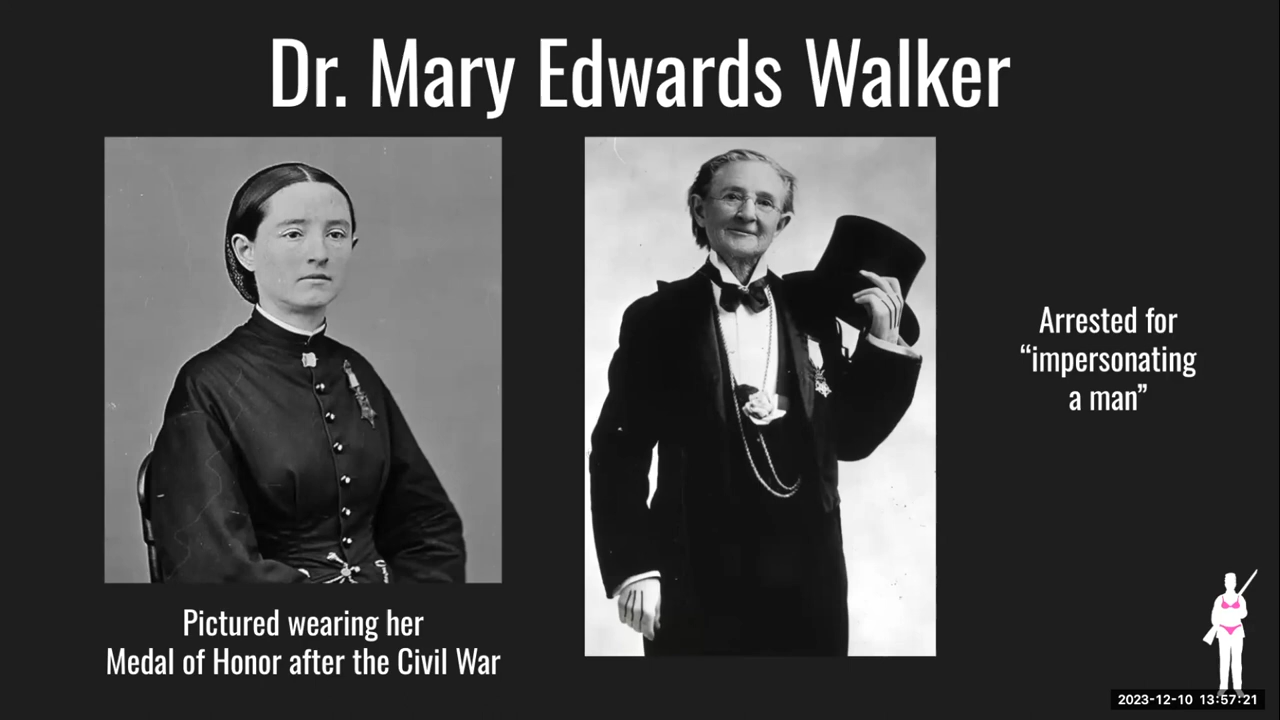 Dr. Mary Edwards Walker
Pictured wearing her
Medal of Honor after the Civil War
Arrested for
“impersonating
a man”
2023-12-10 13:57:21